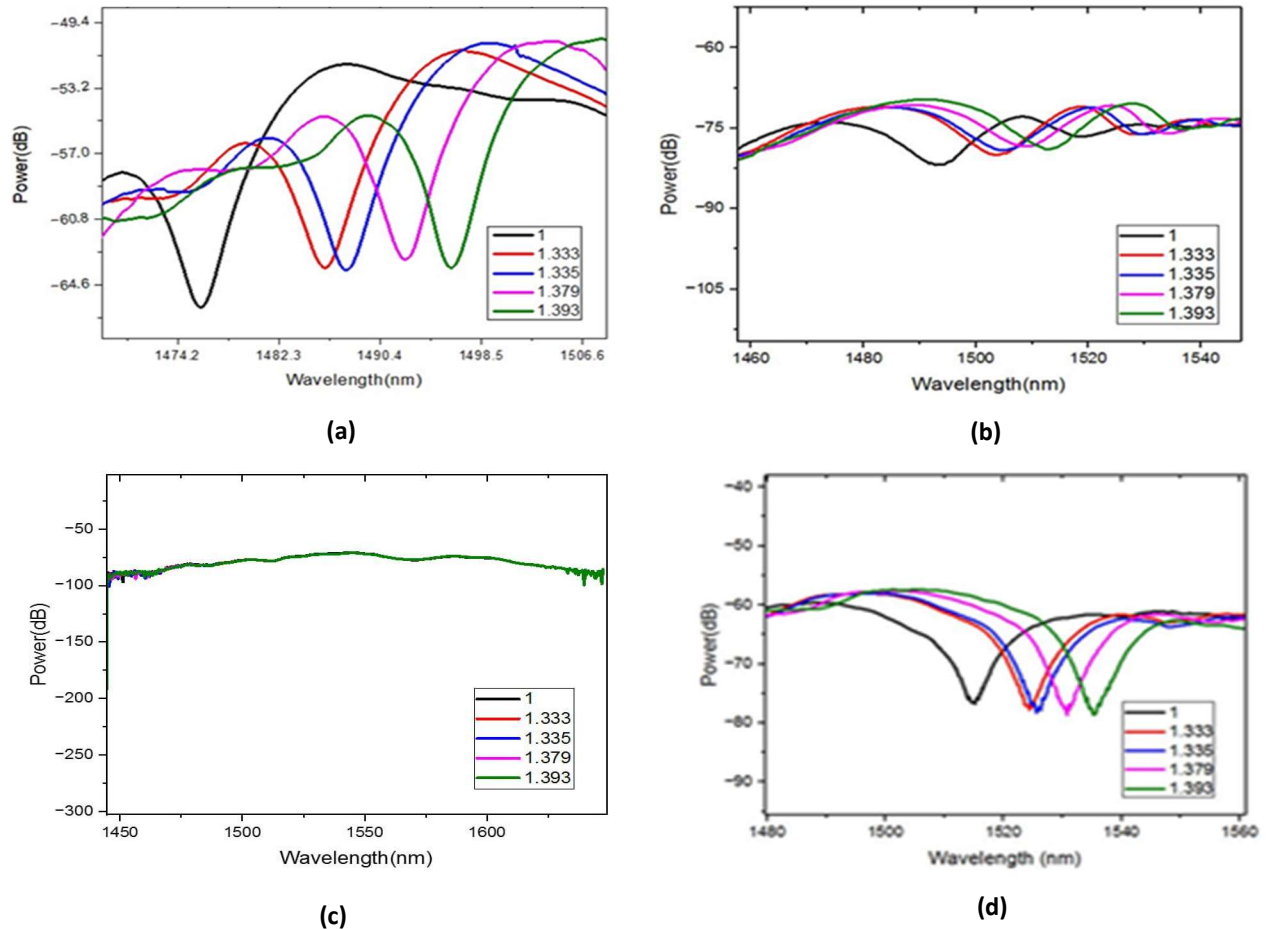 −49.4
−53.2
−57.0
−60.8
−64.6
Power(dB)
1
1.333
1.335
1.379
1.393
1474.2 1482.3 1490.4 1498.5 1506.6
Wavelength(nm)
(a)
−60
−75
−90
−105
Power(dB)
1
1.333
1.335
1.379
1.393
1460 1480 1500 1520 1540
Wavelength(nm)
(b)
−50
−100
−150
−200
−250
−300
Power(dB)
1
1.333
1.335
1.379
1.393
1450 1500 1550 1600
Wavelength(nm)
(c)
−40
−50
−60
−70
−80
−90
Power(dB)
1
1.333
1.335
1.379
1.393
1480 1500 1520 1540 1560
Wavelength (nm)
(d)